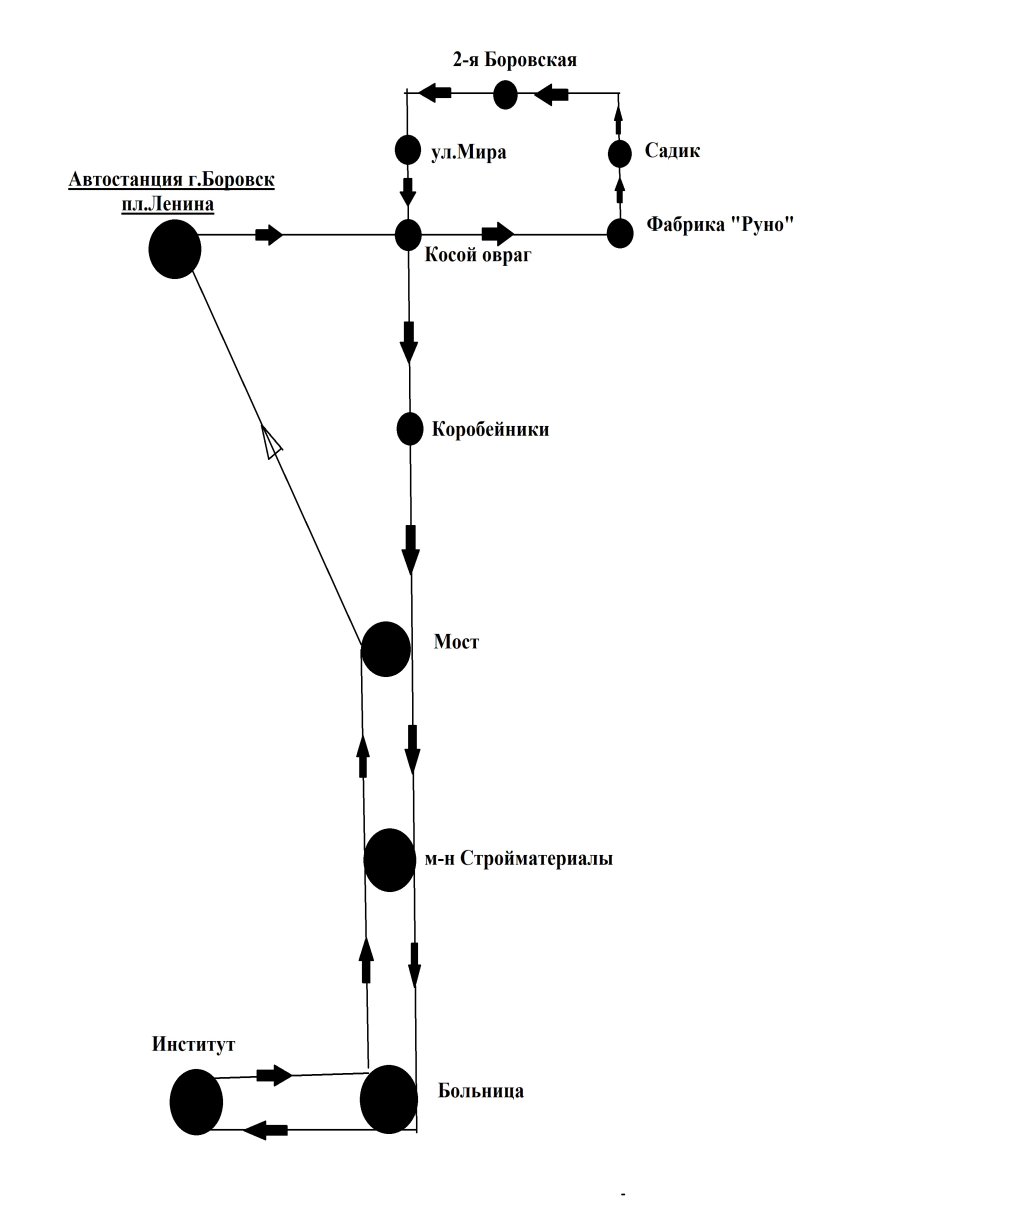 2-я Боровская
ул.Мира
Садик
Автостанция г.Боровск
пл.Ленина
Фабрика "Руно"
Косой овраг
Коробейники
Мост
м-н Стройматериалы
Институт
Больница
-